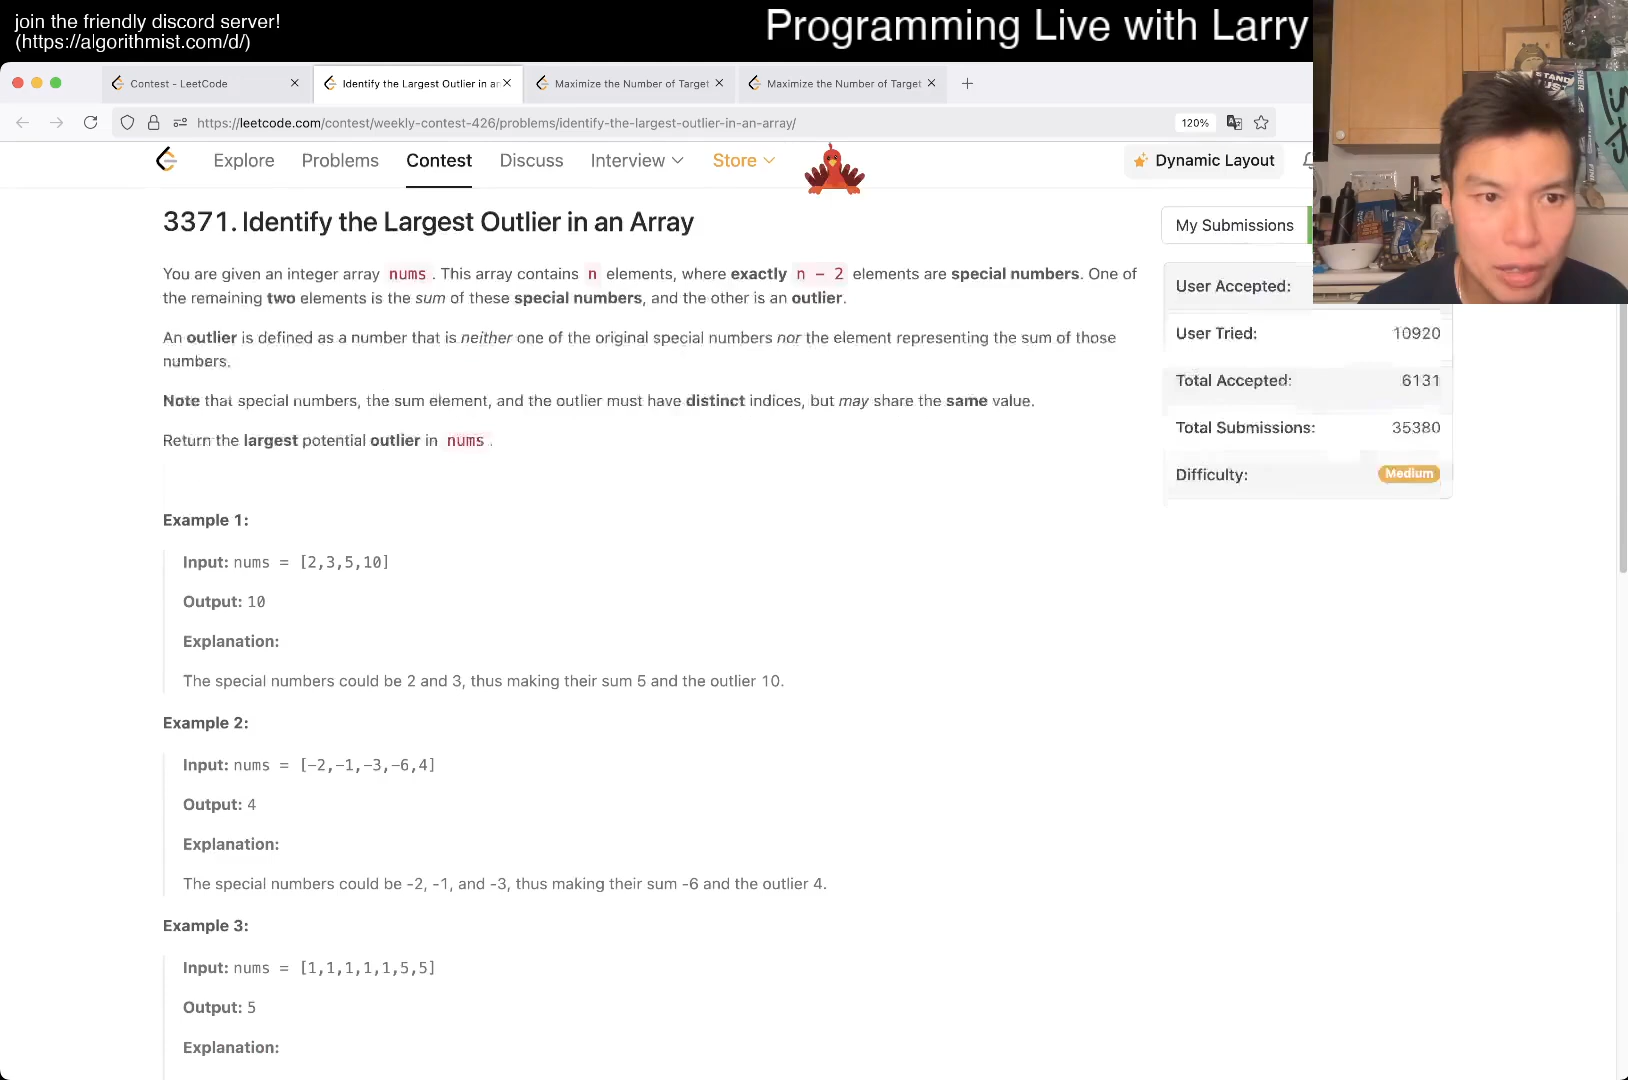 join the friendly discord server!
(https://algorithmist.com/d/)
Programming Live with Larry
Contest - LeetCode
Identify the Largest Outlier in ar
Maximize the Number of Target
Maximize the Number of Target
https://leetcode.com/contest/weekly-contest-426/problems/identify-the-largest-outlier-in-an-array/
120%
Explore
Problems
Contest
Discuss
Interview
Store
Dynamic Layout
3371. Identify the Largest Outlier in an Array
My Submissions
You are given an integer array nums. This array contains n elements, where exactly n - 2 elements are special numbers. One of
the remaining two elements is the sum of these special numbers, and the other is an outlier.
An outlier is defined as a number that is neither one of the original special numbers nor the element representing the sum of those
numbers.
Note that special numbers, the sum element, and the outlier must have distinct indices, but may share the same value.
Return the largest potential outlier in nums.
User Accepted:
User Tried: 10920
Total Accepted: 6131
Total Submissions: 35380
Difficulty: Medium
Example 1:
Input: nums = [2,3,5,10]
Output: 10
Explanation:
The special numbers could be 2 and 3, thus making their sum 5 and the outlier 10.
Example 2:
Input: nums = [-2,-1,-3,-6,4]
Output: 4
Explanation:
The special numbers could be -2, -1, and -3, thus making their sum -6 and the outlier 4.
Example 3:
Input: nums = [1,1,1,1,1,5,5]
Output: 5
Explanation: